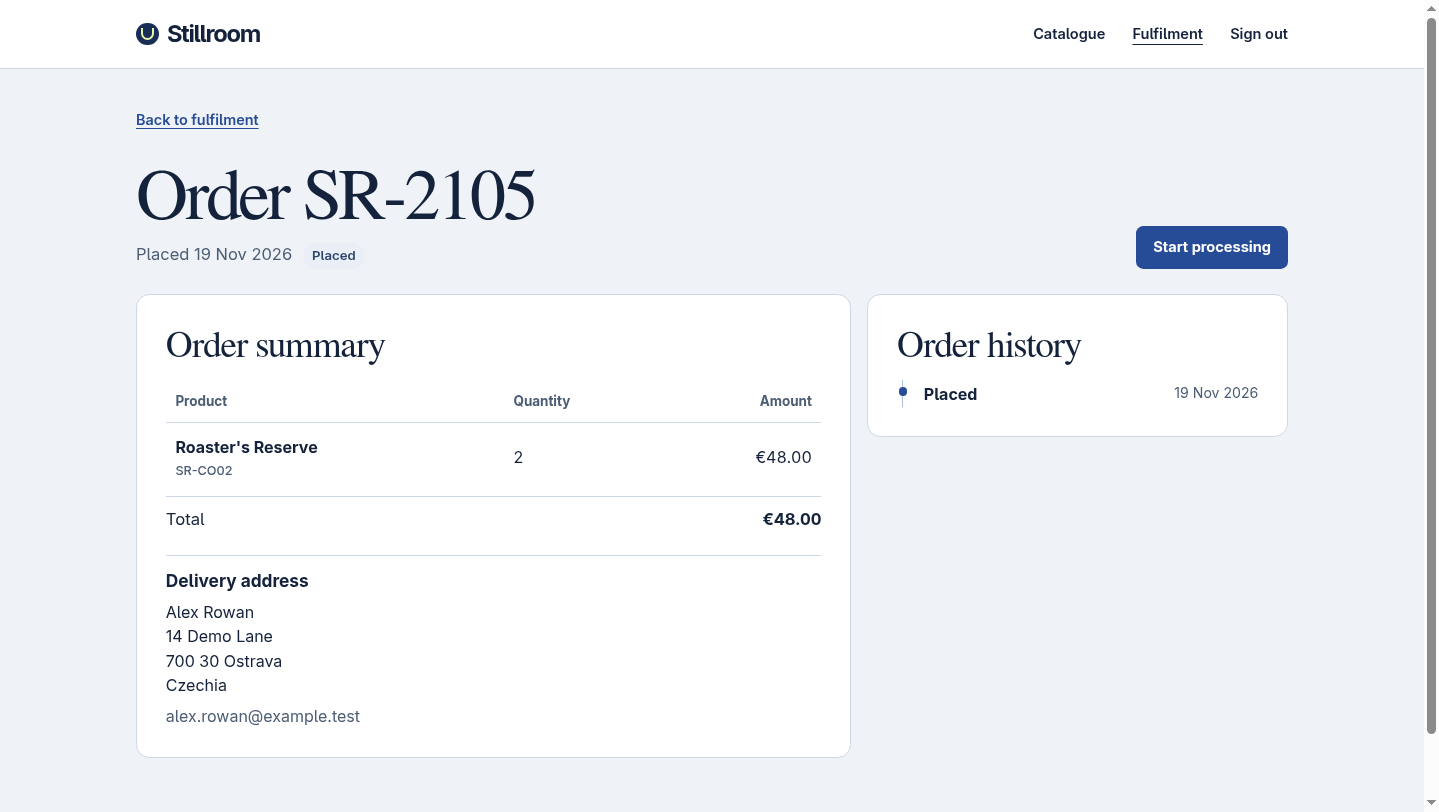 Stillroom
Catalogue Fulfilment Sign out
Back to fulfilment
Order SR-2105
Placed 19 Nov 2026 Placed
Start processing
Order summary
Product Quantity Amount
Roaster's Reserve
SR-CO02
2 €48.00
Total €48.00
Delivery address
Alex Rowan
14 Demo Lane
700 30 Ostrava
Czechia
alex.rowan@example.test
Order history
Placed 19 Nov 2026